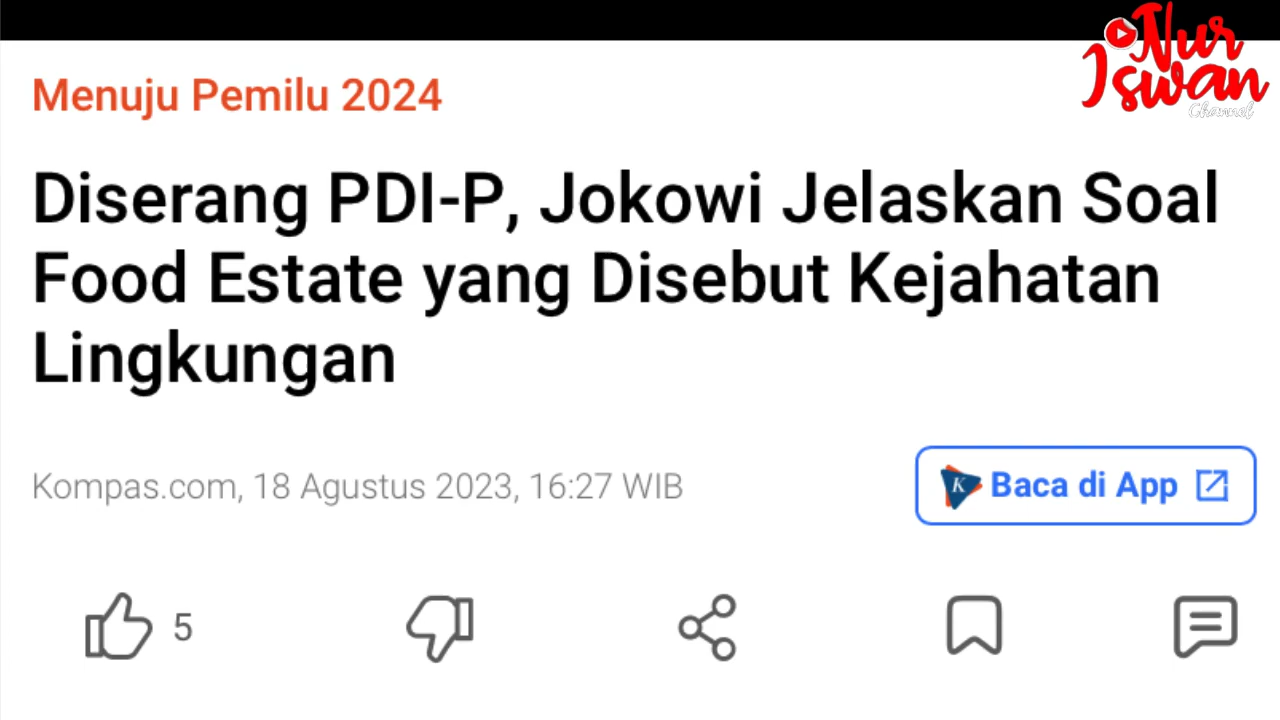 Nur
Iswan
Channel
Menuju Pemilu 2024
Diserang PDI-P, Jokowi Jelaskan Soal
Food Estate yang Disebut Kejahatan
Lingkungan
Kompas.com, 18 Agustus 2023, 16:27 WIB
K Baca di App
5